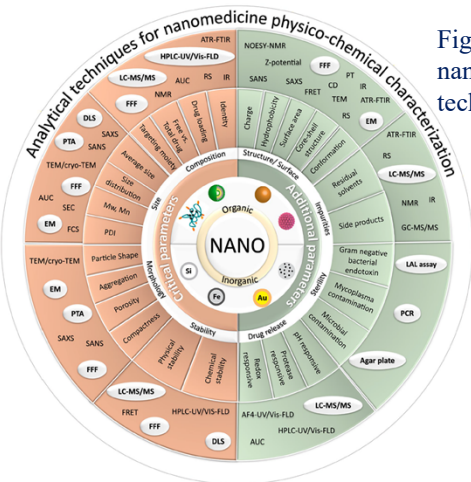 Analytical techniques for nanomedicine physico-chemical characterization
Fig
nan
tech
ATR-FTIR
HPLC-UV/Vis-FLD
LC-MS/MS
AUC
RS
IR
FFF
NMR
NOESY-NMR
Z-potential
FFF
PT
SANS
SAXS
CD
IR
FRET
TEM
ATR-FTIR
RS
EM
DLS
SAXS
PTA
SANS
TEM/cryo-TEM
FFF
AUC
SEC
EM
FCS
Targeting moiety
Free vs. Total drug
Drug loading
Identity
Composition
Average size
Size distribution
Mw, Mn
PDI
Size
Charge
Hydrophobicity
Surface area
Core-shell structure
Conformation
Structure/ Surface
ATR-FTIR
RS
LC-MS/MS
NMR
IR
GC-MS/MS
Residual solvents
Side products
Impurities
Critical parameters
Additional parameters
Organic
NANO
Inorganic
Si
Fe
Au
TEM/cryo-TEM
EM
PTA
SAXS
SANS
FFF
Particle Shape
Aggregation
Porosity
Compactness
Morphology
Gram negative bacterial endotoxin
Mycoplasma contamination
Microbial contamination
Sterility
LAL assay
PCR
Agar plate
Physical stability
Chemical stability
Stability
LC-MS/MS
FRET
HPLC-UV/VIS-FLD
FFF
DLS
Redox responsive
Protease responsive
pH responsive
Drug release
AF4-UV/Vis-FLD
LC-MS/MS
HPLC-UV/Vis-FLD
AUC